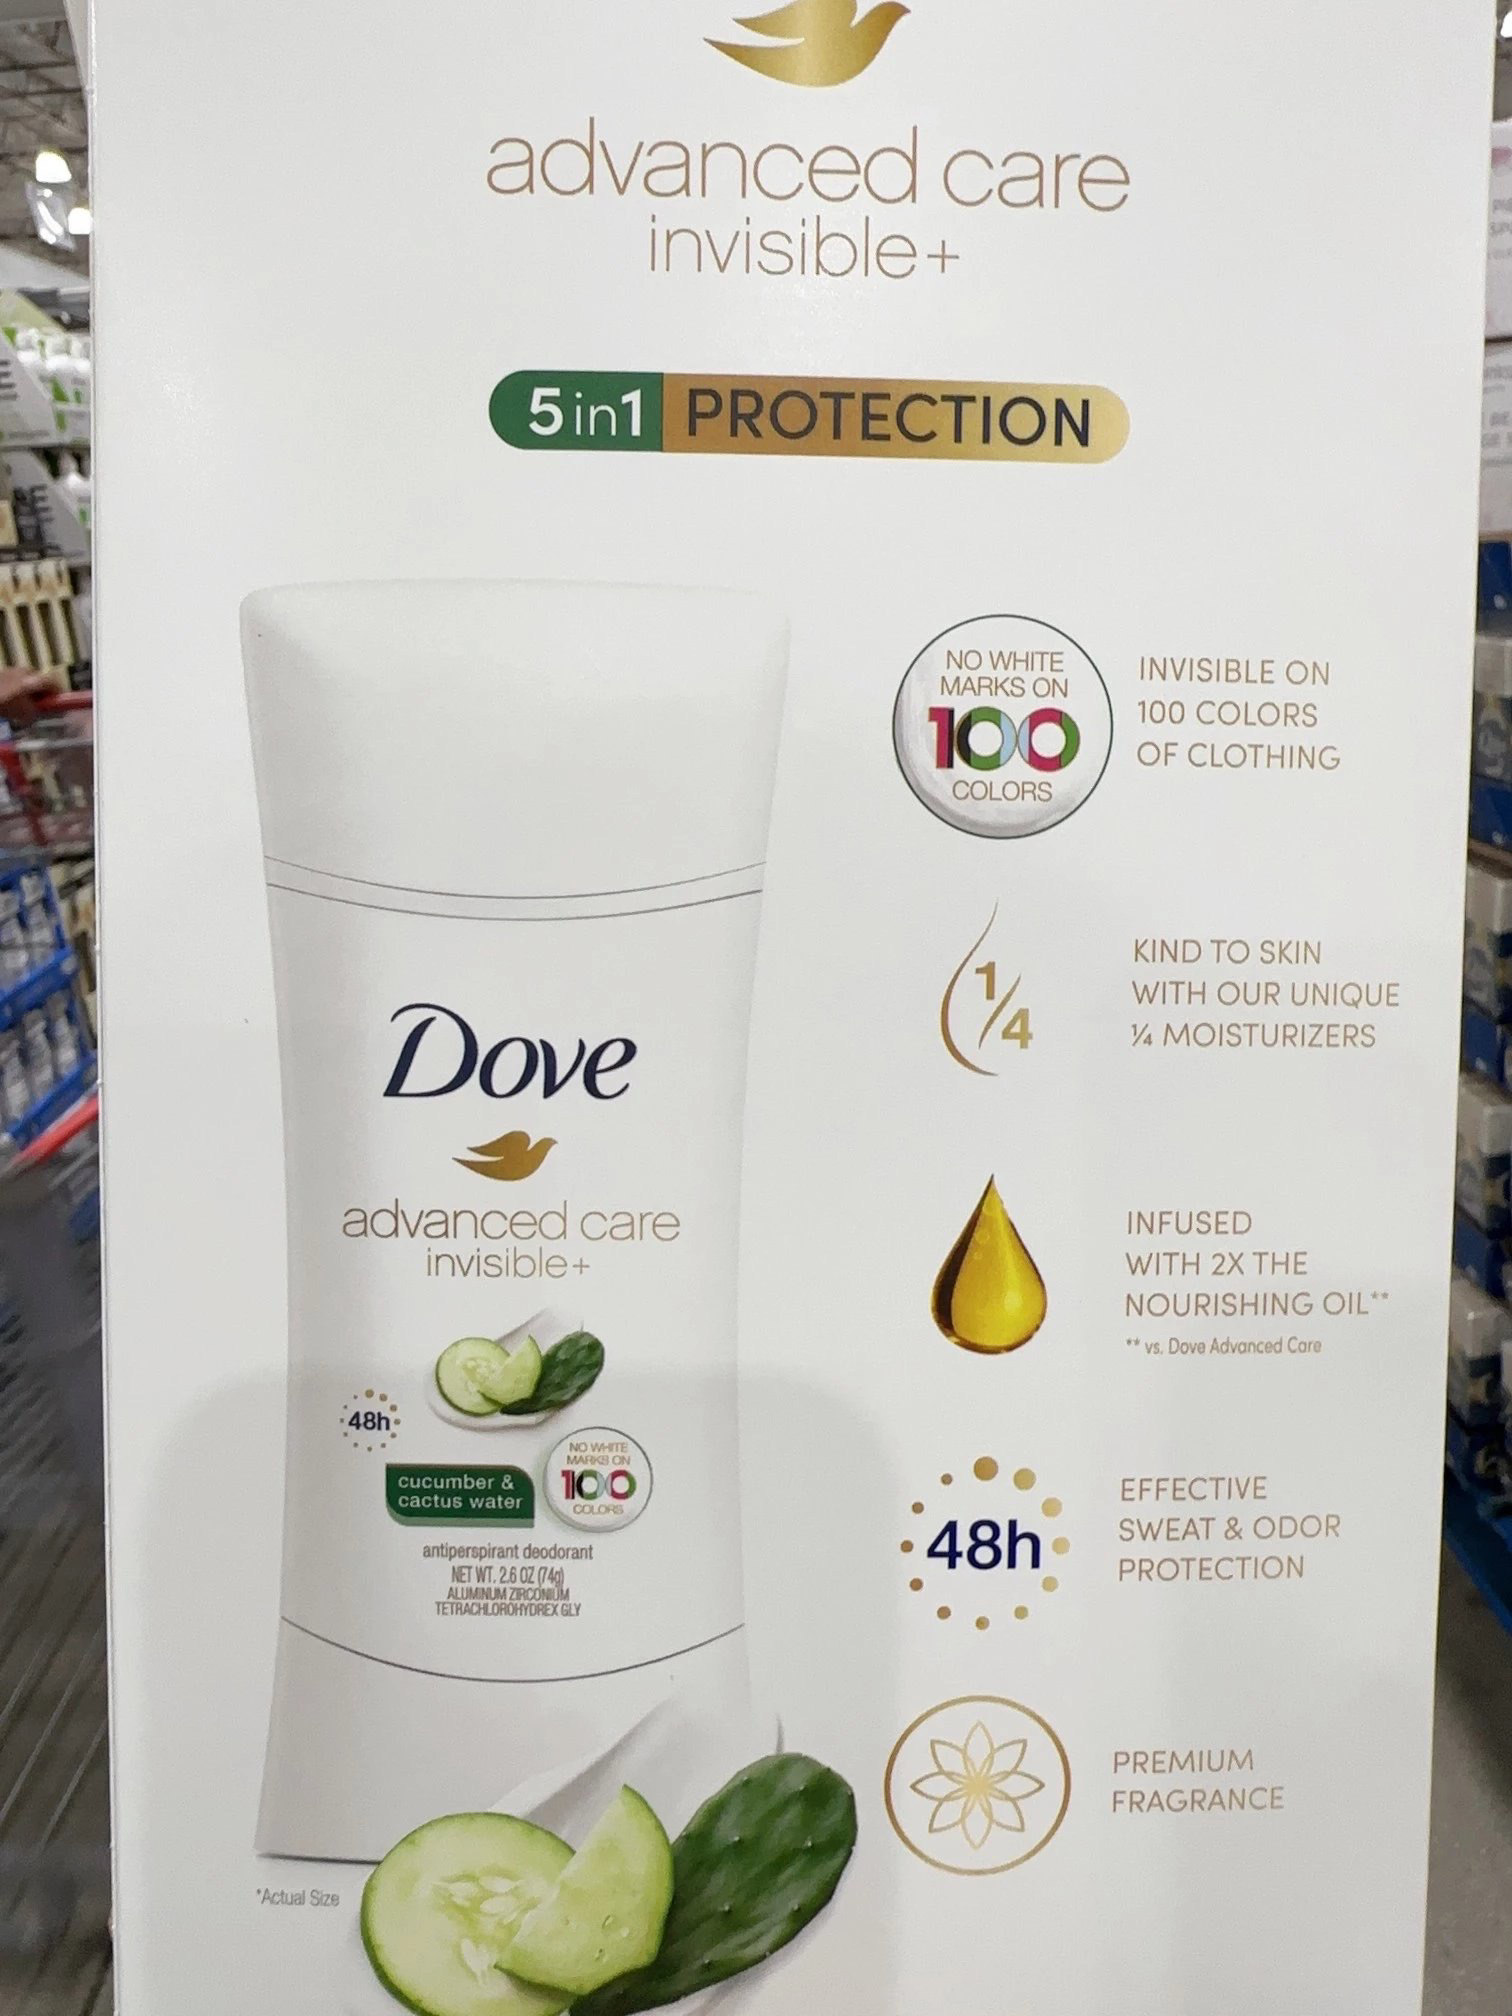 advanced care
invisible+
5in1 PROTECTION
NO WHITE
MARKS ON
100
COLORS
INVISIBLE ON
100 COLORS
OF CLOTHING
1/4
KIND TO SKIN
WITH OUR UNIQUE
¼ MOISTURIZERS
INFUSED
WITH 2X THE
NOURISHING OIL**
** vs. Dove Advanced Care
48h
EFFECTIVE
SWEAT & ODOR
PROTECTION
PREMIUM
FRAGRANCE
Dove
advanced care
invisible+
48h
cucumber &
cactus water
NO WHITE
MARKS ON
100
COLORS
antiperspirant deodorant
NET WT. 2.6 OZ (74g)
ALUMINUM ZIRCONIUM
TETRACHLOROHYDREX GLY
*Actual Size